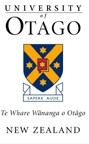 UNIVERSITY
of
OTAGO
SAPERE AUDE
Te Whare Wānanga o Otāgo
NEW ZEALAND